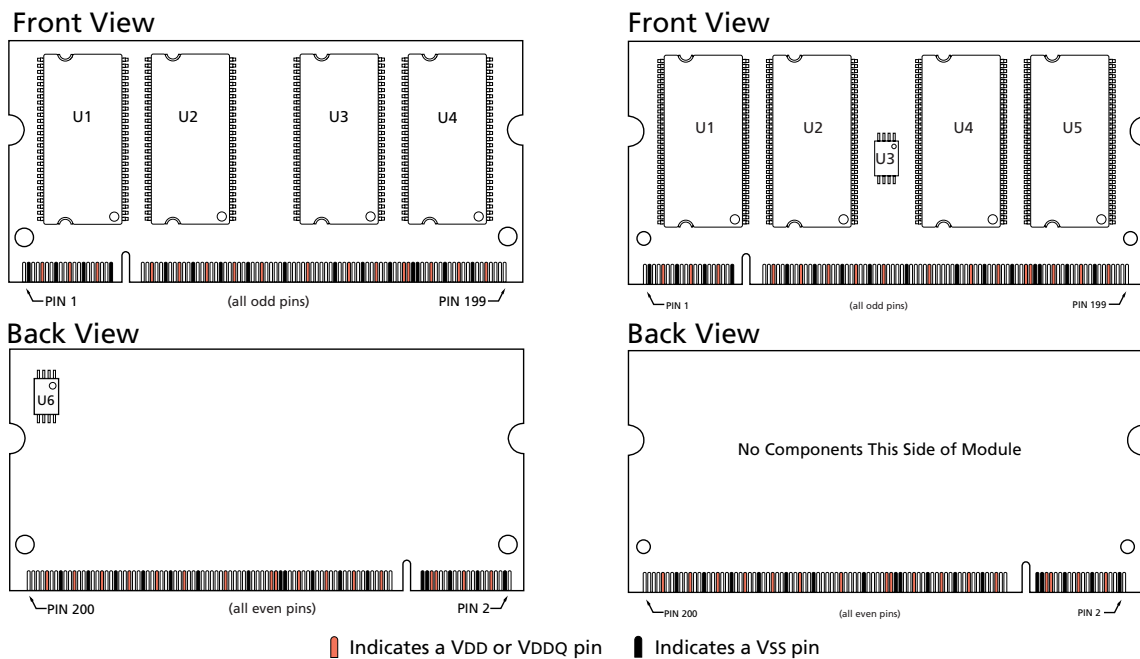 Front View
U1 U2 U3 U4
PIN 1 (all odd pins) PIN 199
Back View
U6
PIN 200 (all even pins) PIN 2
Front View
U1 U2 U3 U4 U5
PIN 1 (all odd pins) PIN 199
Back View
No Components This Side of Module
PIN 200 (all even pins) PIN 2
Indicates a VDD or VDDQ pin Indicates a VSS pin